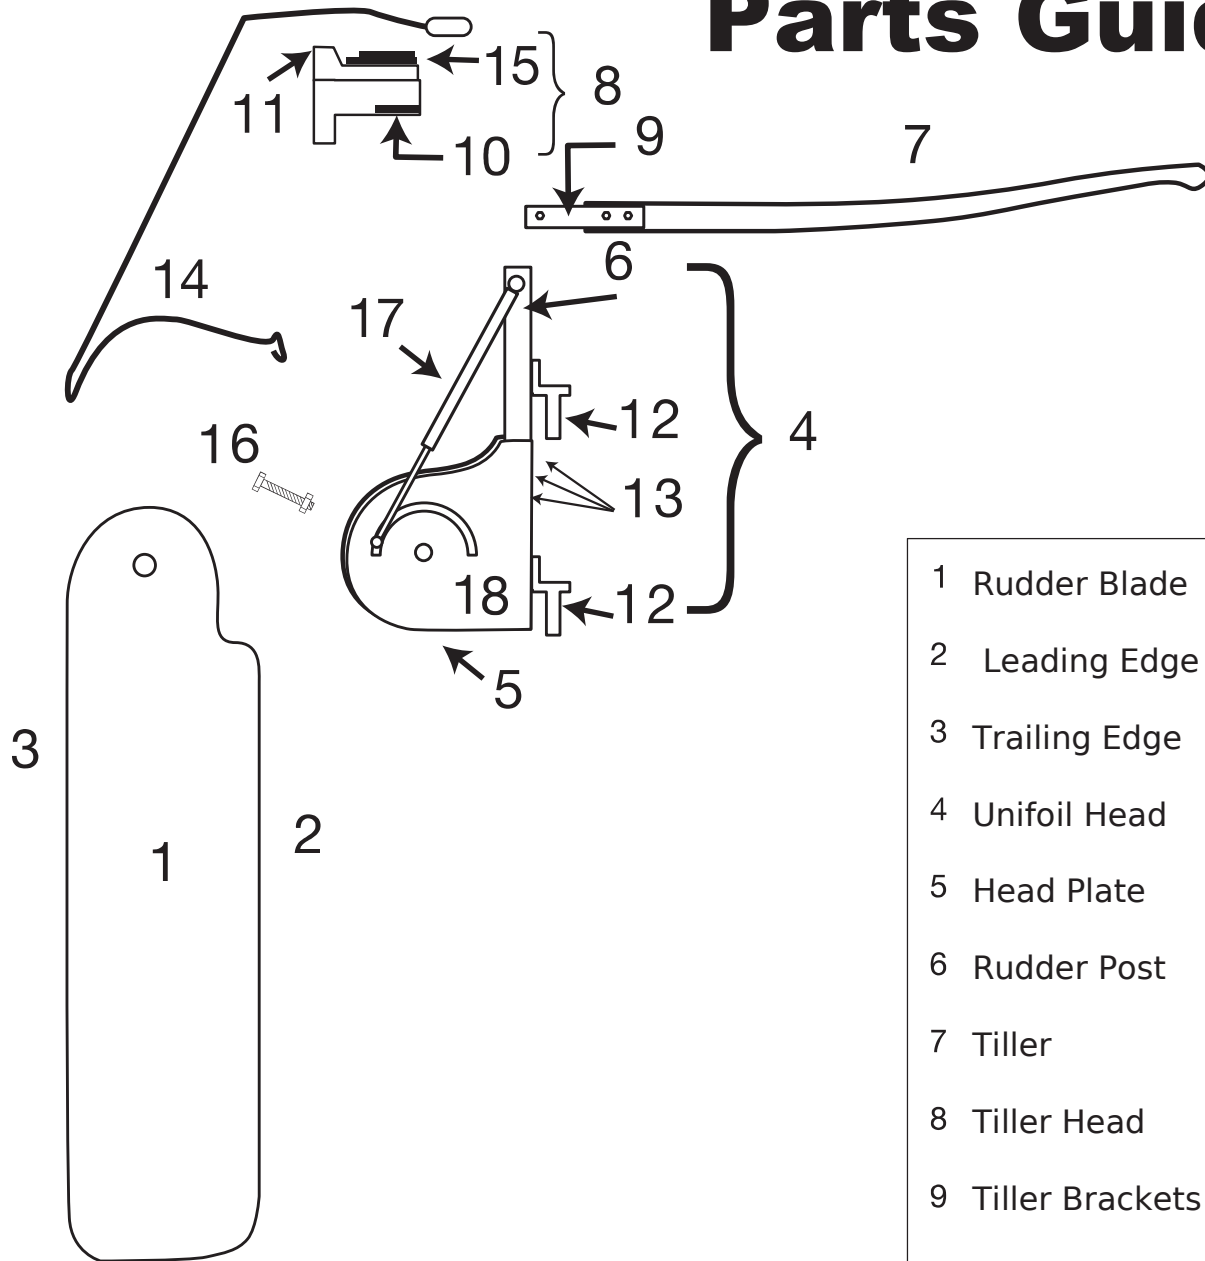 Parts Gui
15
8
11
9
7
10
6
14
17
12
4
16
13
18
12
5
3
2
1
1 Rudder Blade
2 Leading Edge
3 Trailing Edge
4 Unifoil Head
5 Head Plate
6 Rudder Post
7 Tiller
8 Tiller Head
9 Tiller Brackets